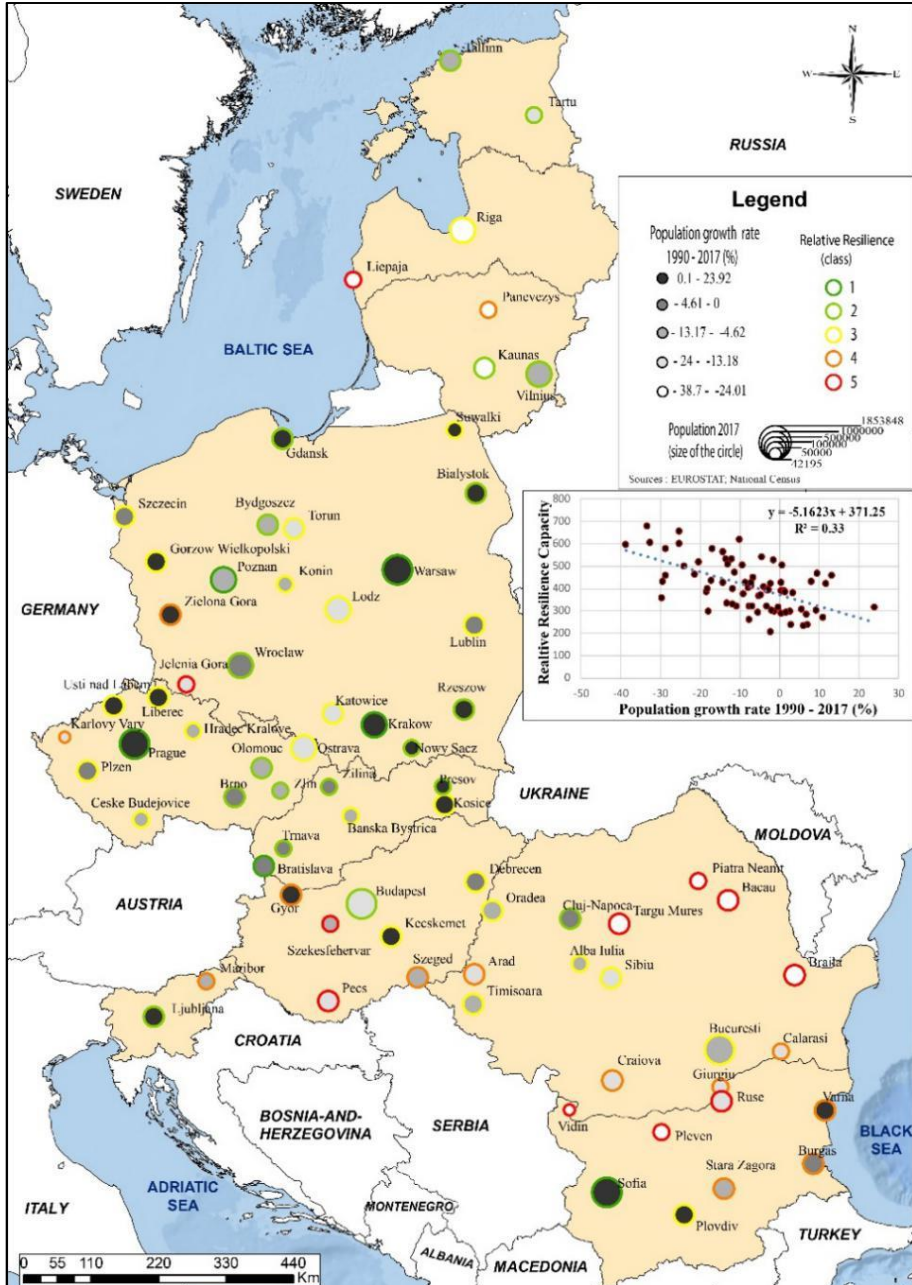 Tallinn
N
W
E
S
Tartu
RUSSIA
SWEDEN
Riga
Liepaja
Panevezys
BALTIC SEA
Kaunas
Vilnius
Legend
Population growth rate
1990 - 2017 (%)
0.1 - 23.92
- 4.61 - 0
- 13.17 - -4.62
- 24 - -13.18
- 38.7 - -24.01
Relative Resilience
(class)
1
2
3
4
5
Population 2017
(size of the circle)
1853848
1000000
500000
100000
50000
42195
Sources : EUROSTAT; National Census
Suwalki
Gdansk
Bialystok
Szczecin
Bydgoszcz
Torun
Gorzow Wielkopolski
Poznan
Konin
Warsaw
GERMANY
Zielona Gora
Lodz
Lublin
Jelenia Gora
Wroclaw
800
700
600
500
400
300
200
100
0
Realtive Resilience Capacity
y = -5.1623x + 371.25
R² = 0.33
-50
-40
-30
-20
-10
0
10
20
30
Population growth rate 1990 - 2017 (%)
Usti nad Labem
Liberec
Katowice
Rzeszow
Karlovy Vary
Hradec Kralove
Krakow
Prague
Olomouc
Ostrava
Nowy Sacz
Plzen
Brno
Zlin
Zilina
Presov
Kosice
UKRAINE
Ceske Budejovice
Banska Bystrica
MOLDOVA
Trnava
Bratislava
AUSTRIA
Gyor
Budapest
Debrecen
Oradea
Piatra Neamt
Bacau
Cluj-Napoca
Targu Mures
Kecskemet
Szekesfehervar
Szeged
Arad
Alba Iulia
Sibiu
Braila
Maribor
Pecs
Timisoara
Ljubljana
CROATIA
Bucuresti
Calarasi
Craiova
Giurgiu
BOSNIA-AND-
HERZEGOVINA
SERBIA
Vidin
Ruse
Varna
Pleven
BLACK
SEA
Burgas
Stara Zagora
Sofia
ITALY
ADRIATIC
SEA
MONTENEGRO
Plovdiv
TURKEY
ALBANIA
MACEDONIA
0 55 110 220 330 440
Km